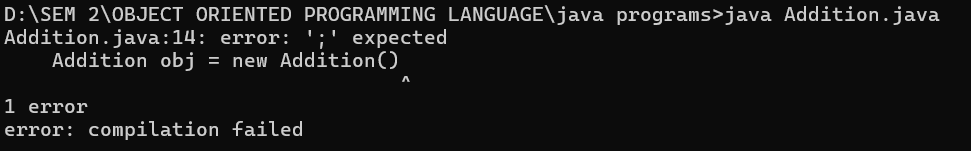 D:\SEM 2\OBJECT ORIENTED PROGRAMMING LANGUAGE\java programs>java Addition.java
Addition.java:14: error: ';' expected
    Addition obj = new Addition()
                                 ^
1 error
error: compilation failed